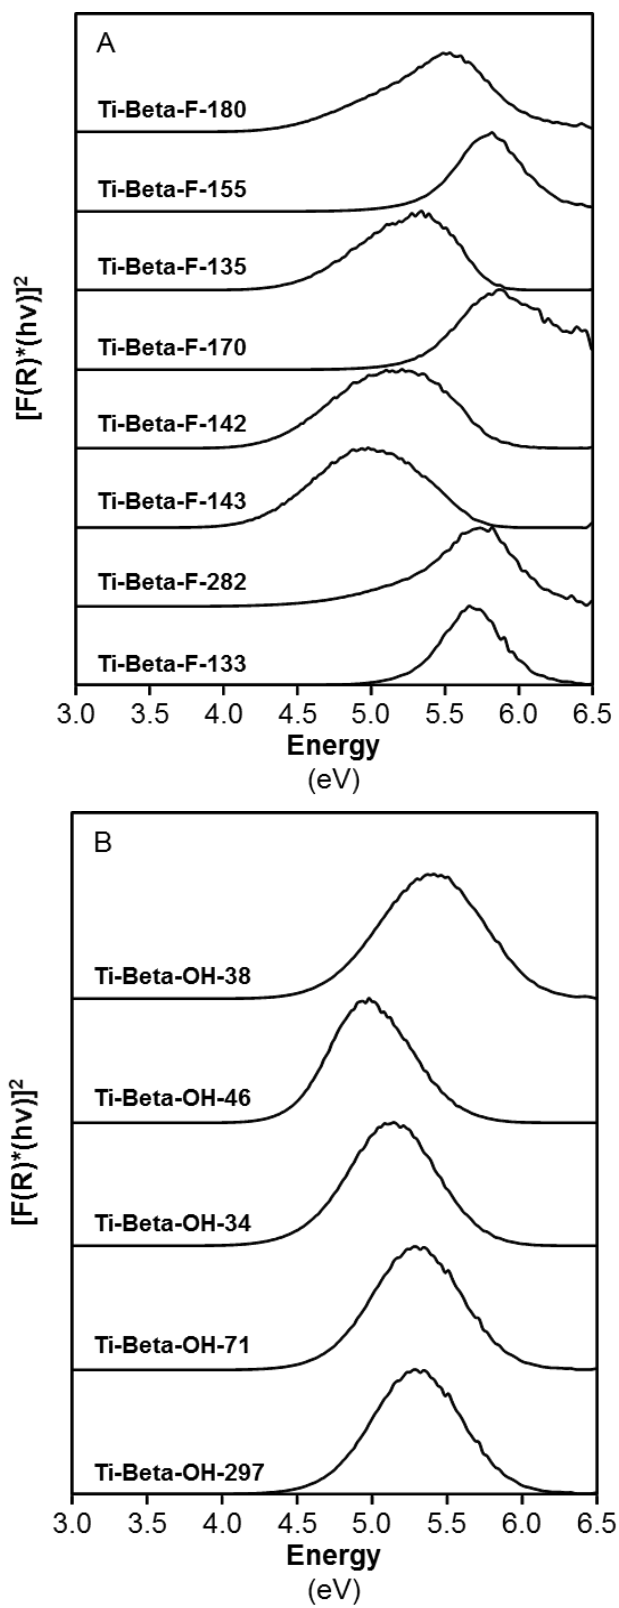 A
Ti-Beta-F-180
Ti-Beta-F-155
Ti-Beta-F-135
Ti-Beta-F-170
Ti-Beta-F-142
Ti-Beta-F-143
Ti-Beta-F-282
Ti-Beta-F-133
[F(R)*(hν)]²
3.0 3.5 4.0 4.5 5.0 5.5 6.0 6.5
Energy
(eV)
B
Ti-Beta-OH-38
Ti-Beta-OH-46
Ti-Beta-OH-34
Ti-Beta-OH-71
Ti-Beta-OH-297
[F(R)*(hν)]²
3.0 3.5 4.0 4.5 5.0 5.5 6.0 6.5
Energy
(eV)